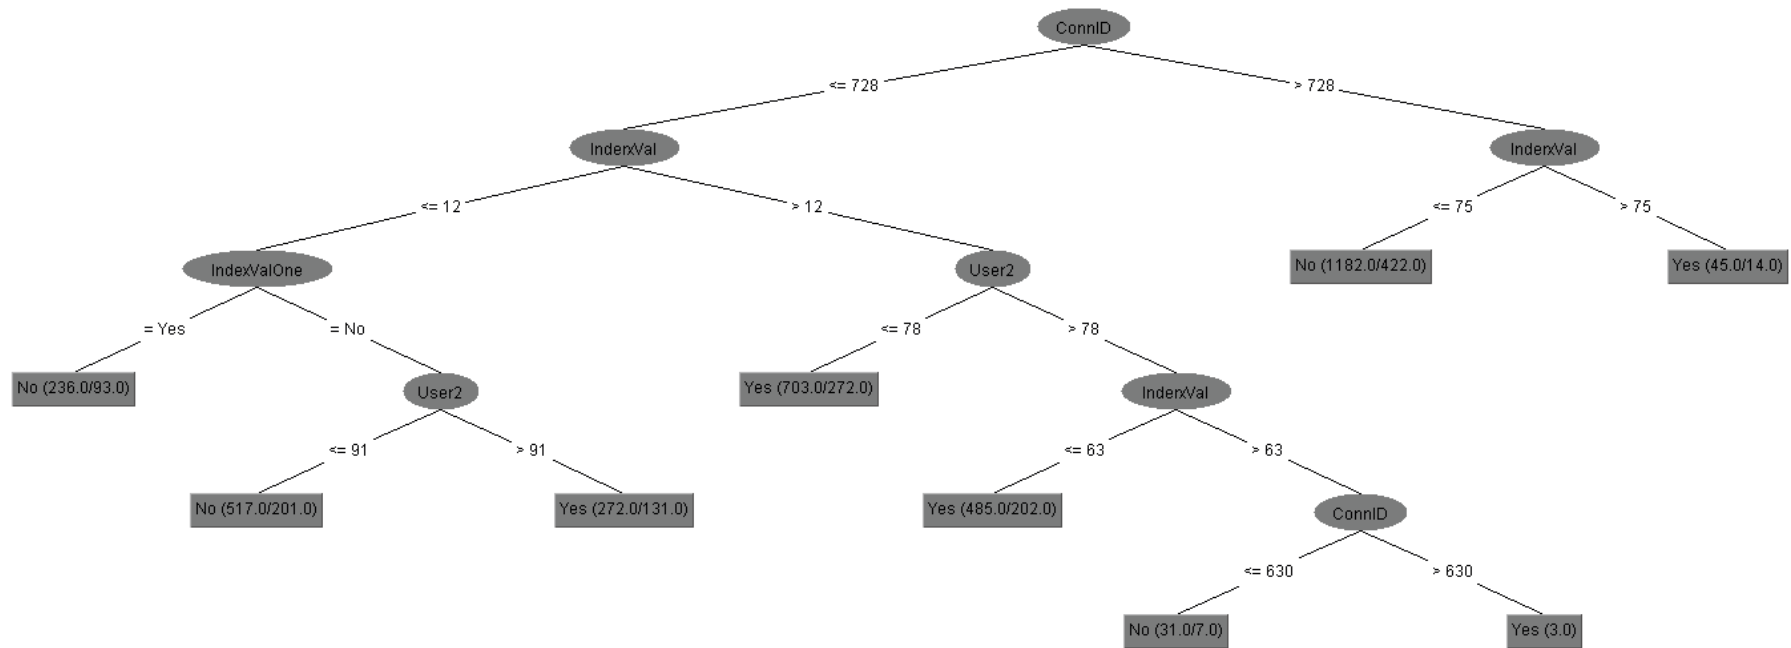 ConnID
<= 728
> 728
IndexVal
IndexVal
<= 12
> 12
<= 75
> 75
IndexValOne
User2
No (1182.0/422.0)
Yes (45.0/14.0)
= Yes
= No
<= 78
> 78
No (236.0/93.0)
User2
Yes (703.0/272.0)
IndexVal
<= 91
> 91
<= 63
> 63
No (517.0/201.0)
Yes (272.0/131.0)
Yes (485.0/202.0)
ConnID
<= 630
> 630
No (31.0/7.0)
Yes (3.0)